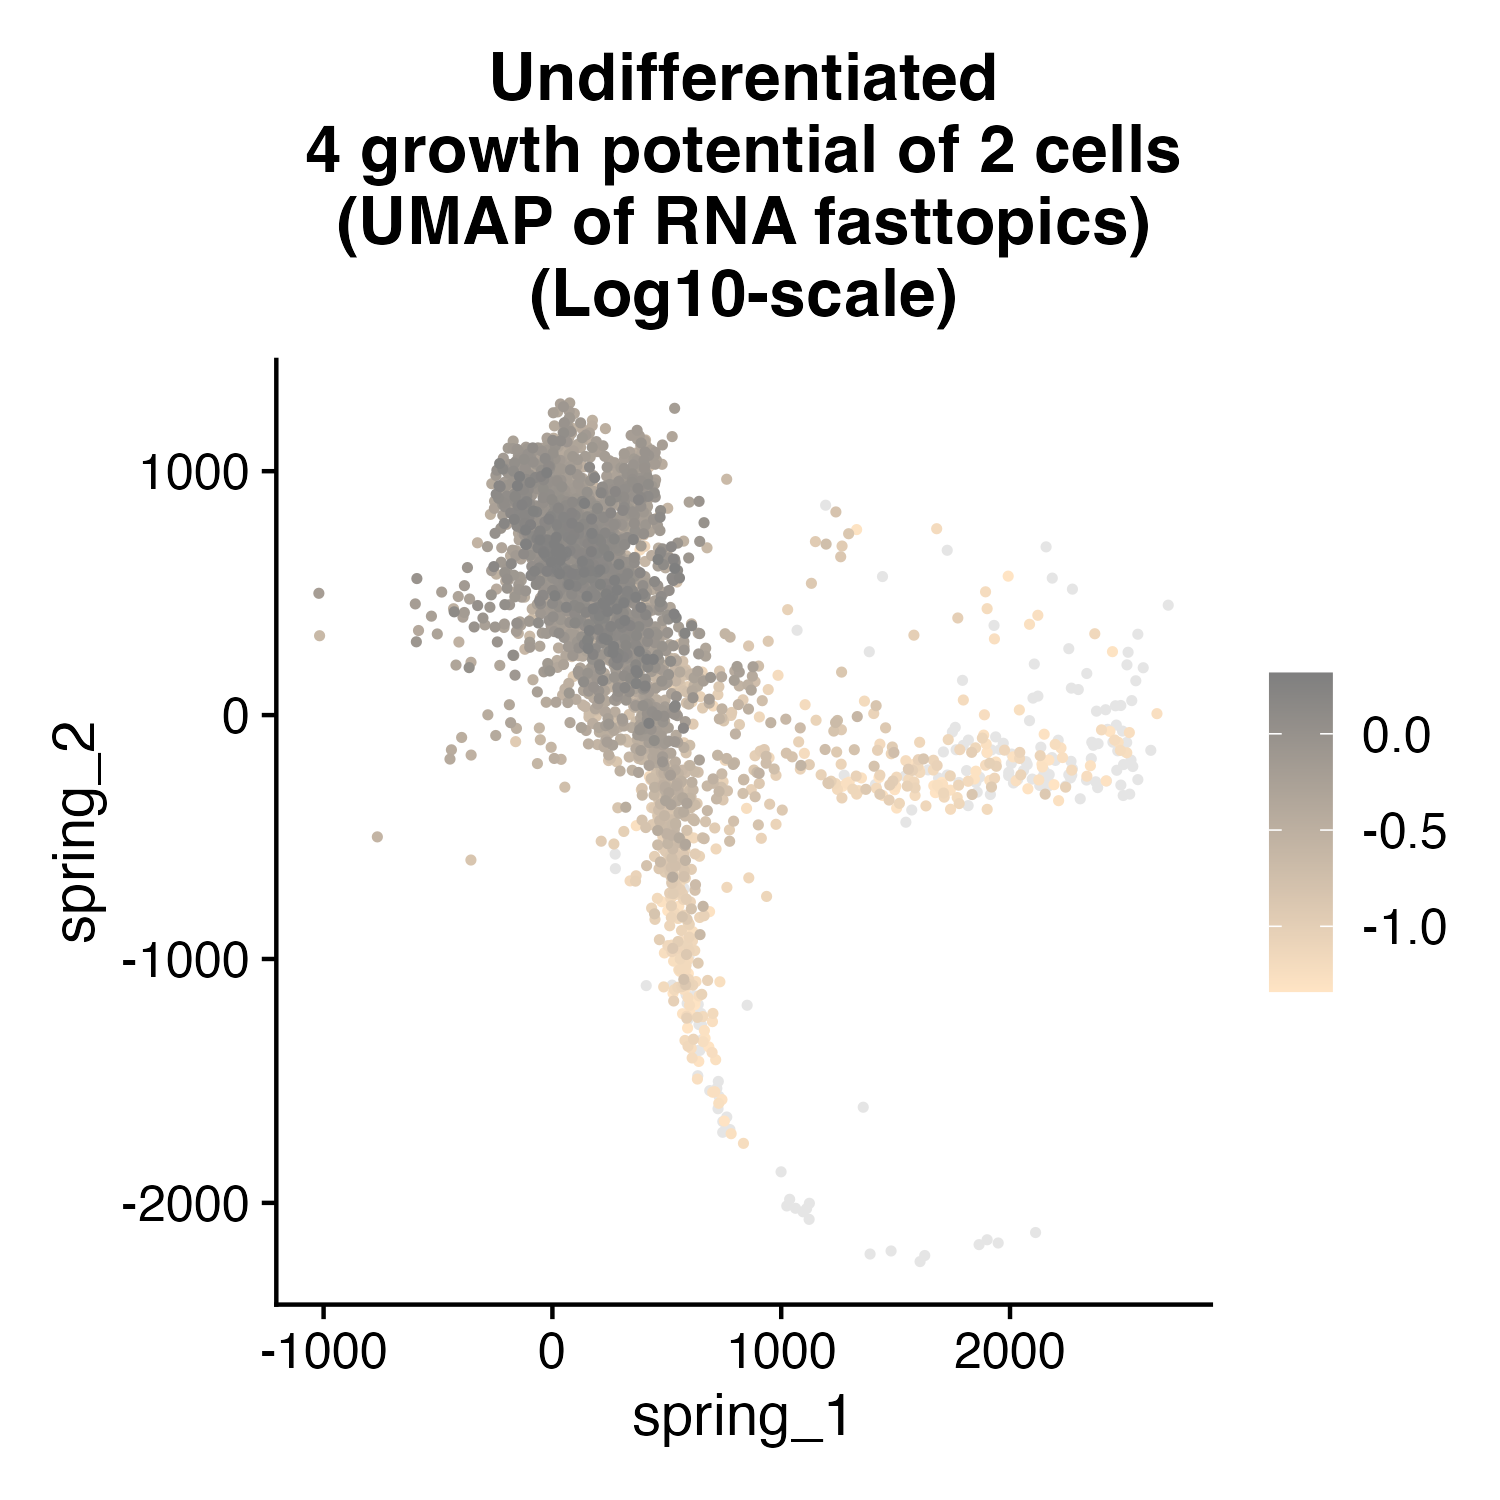 Undifferentiated
4 growth potential of 2 cells
(UMAP of RNA fasttopics)
(Log10-scale)
1000
0
-1000
-2000
spring_2
-1000
0
1000
2000
spring_1
0.0
-0.5
-1.0